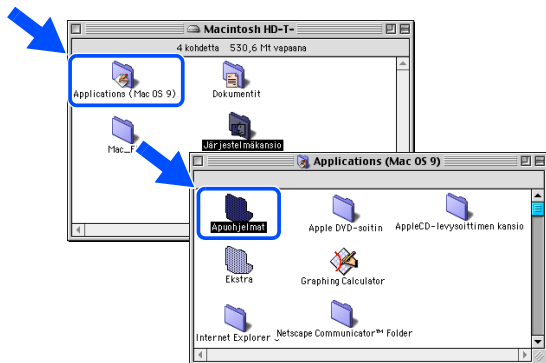 Macintosh HD-T-
4 kohdetta 530,6 Mt vapaana
Applications (Mac OS 9)
Dokumentit
Mac_
Järjestelmäkansio
Applications (Mac OS 9)
Apuohjelmat
Apple DVD-soitin
AppleCD-levysoittimen kansio
Ekstra
Graphing Calculator
Internet Explorer
Netscape Communicator™ Folder